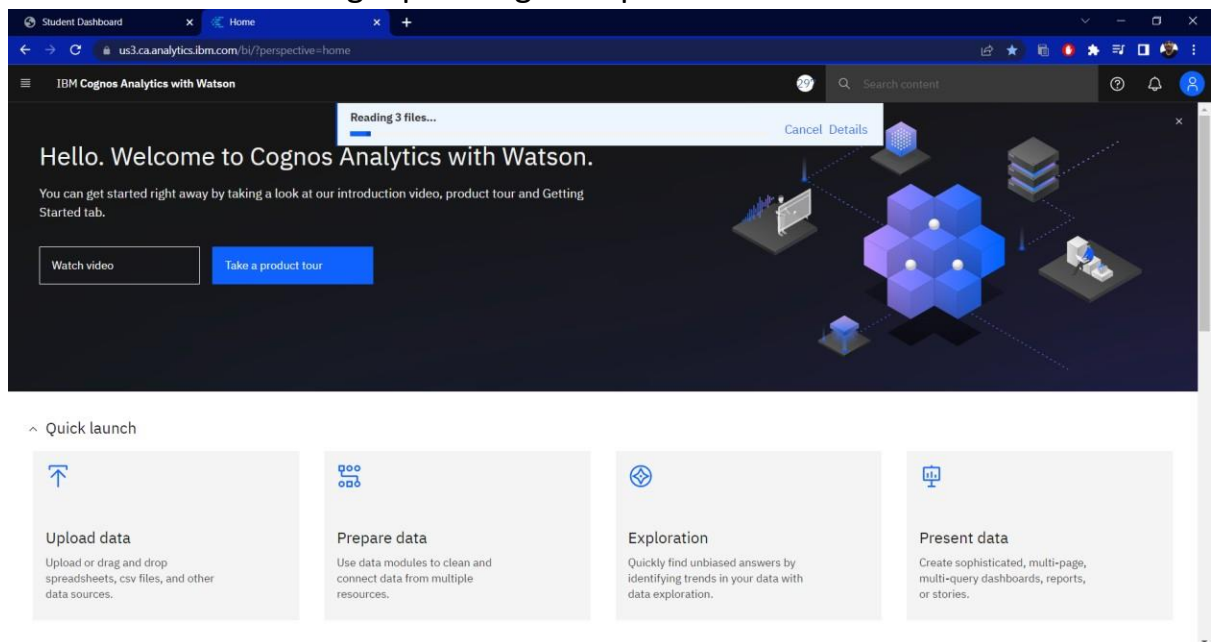 Student Dashboard
Home
us3.ca.analytics.ibm.com/bi/?perspective=home
IBM Cognos Analytics with Watson
Search content
Reading 3 files...
Cancel Details
Hello. Welcome to Cognos Analytics with Watson.
You can get started right away by taking a look at our introduction video, product tour and Getting
Started tab.
Watch video
Take a product tour
Quick launch
Upload data
Upload or drag and drop
spreadsheets, csv files, and other
data sources.
Prepare data
Use data modules to clean and
connect data from multiple
resources.
Exploration
Quickly find unbiased answers by
identifying trends in your data with
data exploration.
Present data
Create sophisticated, multi-page,
multi-query dashboards, reports,
or stories.